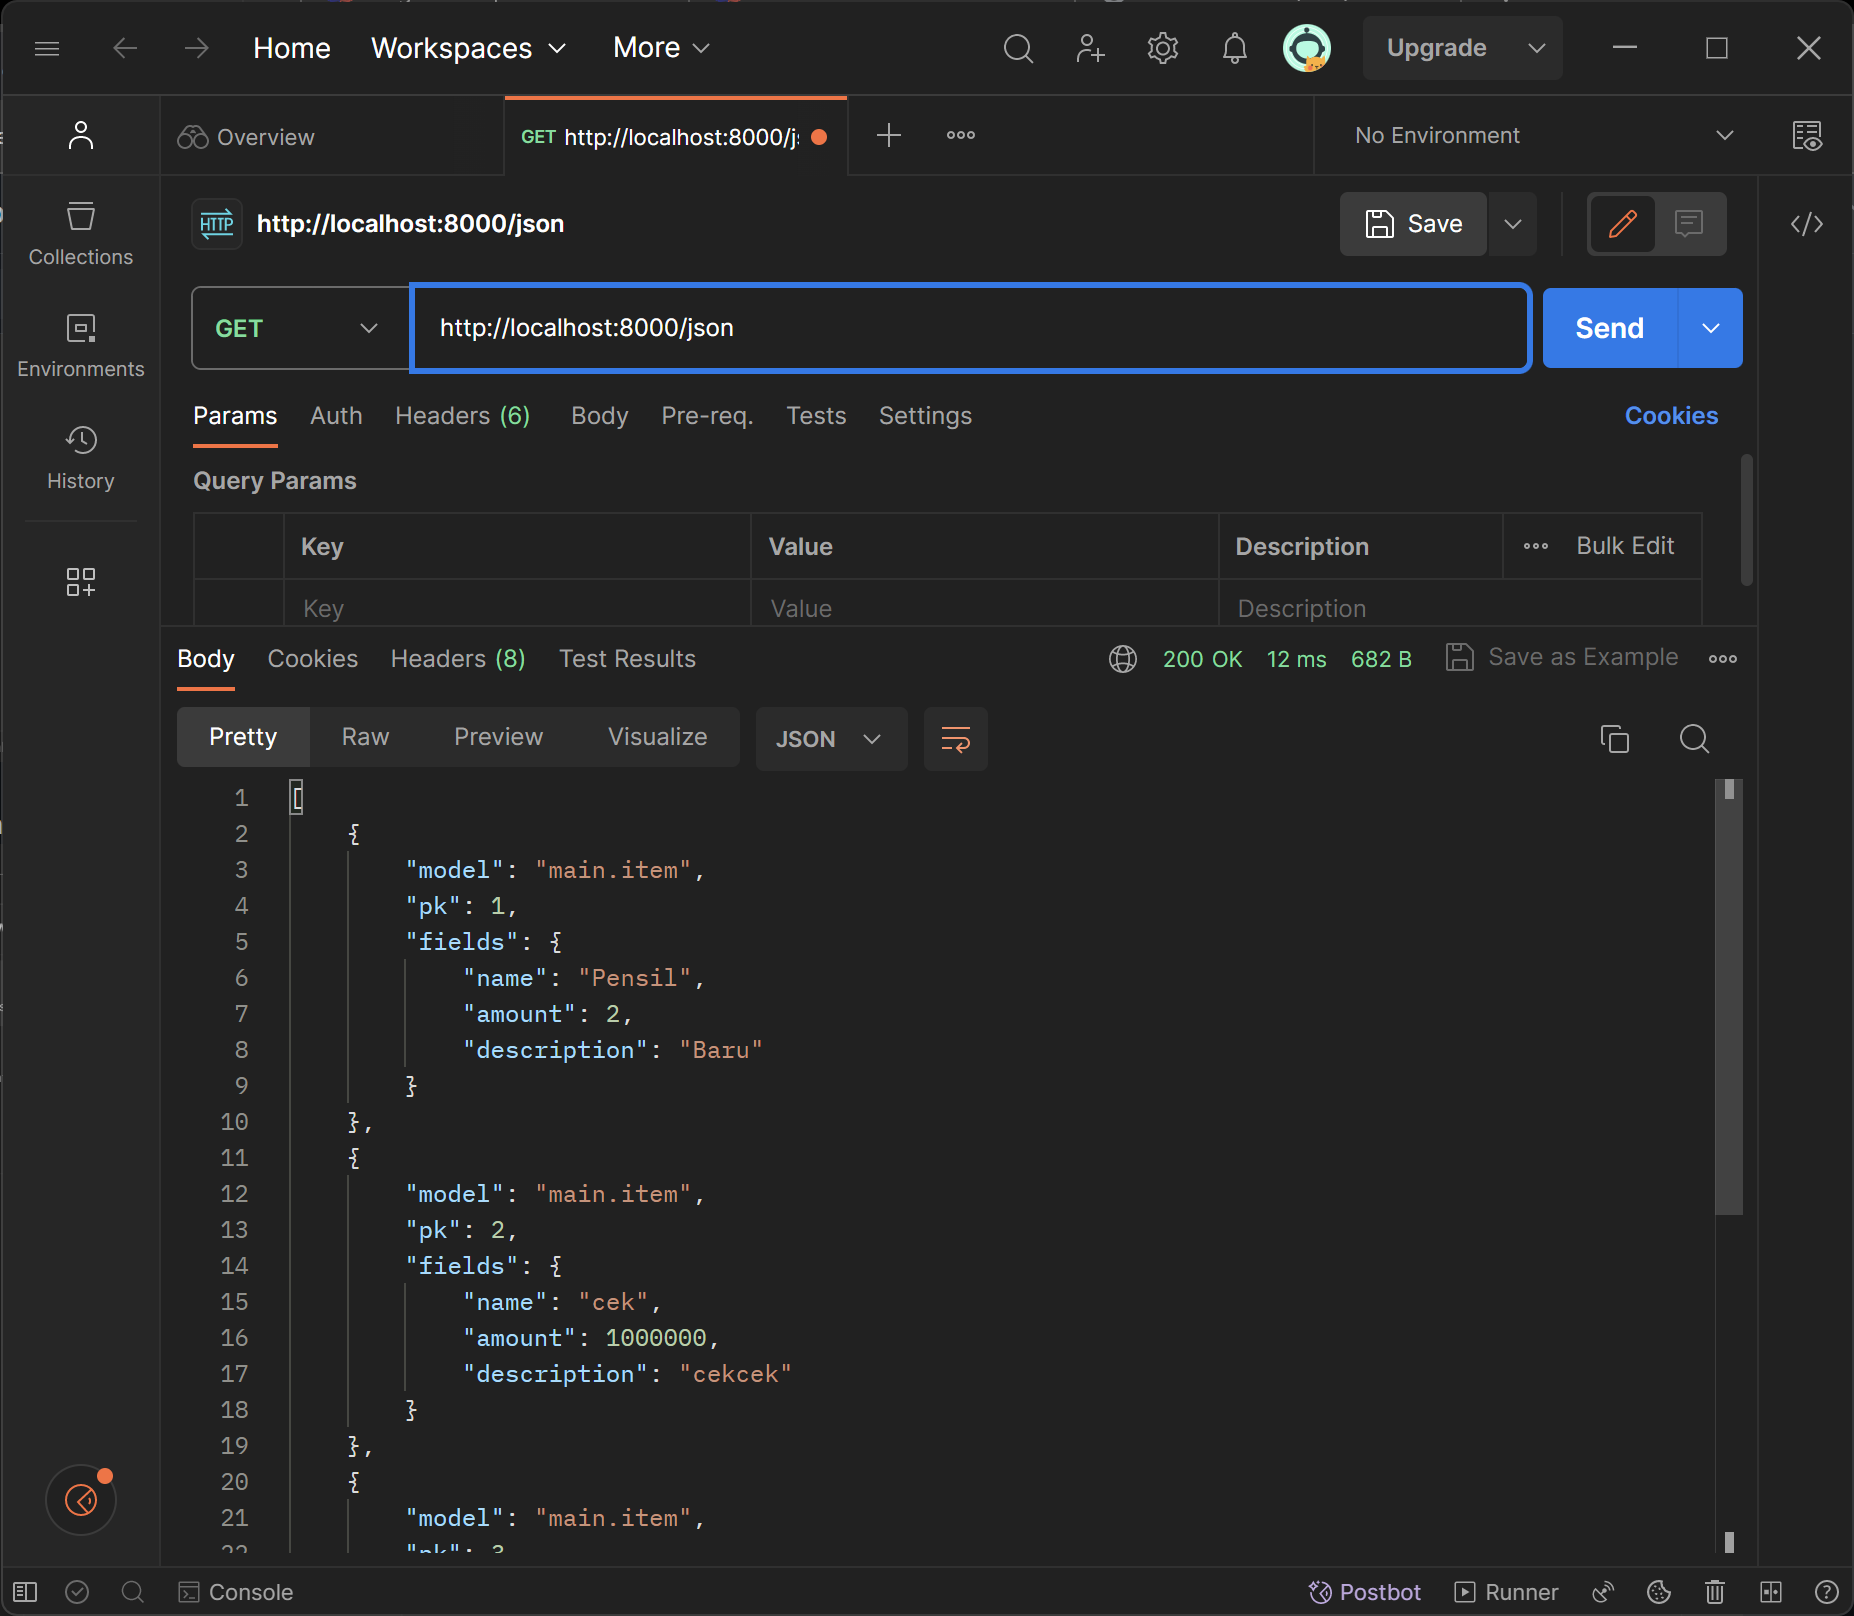 Home Workspaces More Upgrade
Overview GET http://localhost:8000/js No Environment
HTTP http://localhost:8000/json Save
Collections
GET http://localhost:8000/json Send
Environments
Params Auth Headers (6) Body Pre-req. Tests Settings Cookies
History
Query Params
Key Value Description Bulk Edit
Key Value Description
Body Cookies Headers (8) Test Results 200 OK 12 ms 682 B Save as Example
Pretty Raw Preview Visualize JSON
1 [
2 {
3 "model": "main.item",
4 "pk": 1,
5 "fields": {
6 "name": "Pensil",
7 "amount": 2,
8 "description": "Baru"
9 }
10 },
11 {
12 "model": "main.item",
13 "pk": 2,
14 "fields": {
15 "name": "cek",
16 "amount": 1000000,
17 "description": "cekcek"
18 }
19 },
20 {
21 "model": "main.item",
22 "pk": 3
Console Postbot Runner